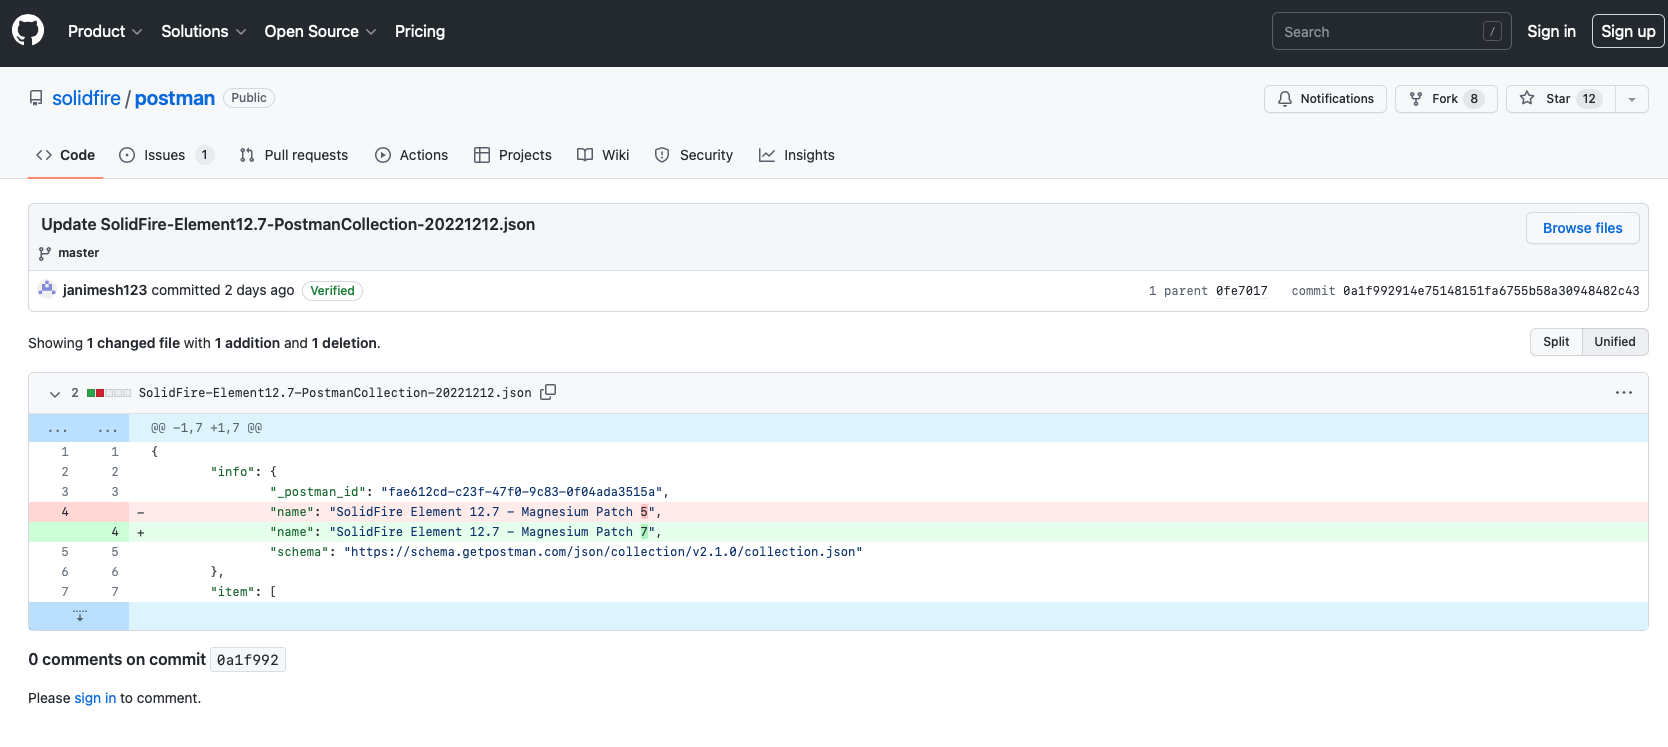 Product Solutions Open Source Pricing Search / Sign in Sign up
solidfire / postman Public Notifications Fork 8 Star 12
Code Issues 1 Pull requests Actions Projects Wiki Security Insights
Update SolidFire-Element12.7-PostmanCollection-20221212.json Browse files
master
janimesh123 committed 2 days ago Verified 1 parent 0fe7017 commit 0a1f992914e75148151fa6755b58a30948482c43
Showing 1 changed file with 1 addition and 1 deletion. Split Unified
2 SolidFire-Element12.7-PostmanCollection-20221212.json ...
... ... @@ -1,7 +1,7 @@
1 1 {
2 2 "info": {
3 3 "_postman_id": "fae612cd-c23f-47f0-9c83-0f04ada3515a",
4 - "name": "SolidFire Element 12.7 - Magnesium Patch 5",
4 + "name": "SolidFire Element 12.7 - Magnesium Patch 7",
5 5 "schema": "https://schema.getpostman.com/json/collection/v2.1.0/collection.json"
6 6 },
7 7 "item": [
0 comments on commit 0a1f992
Please sign in to comment.